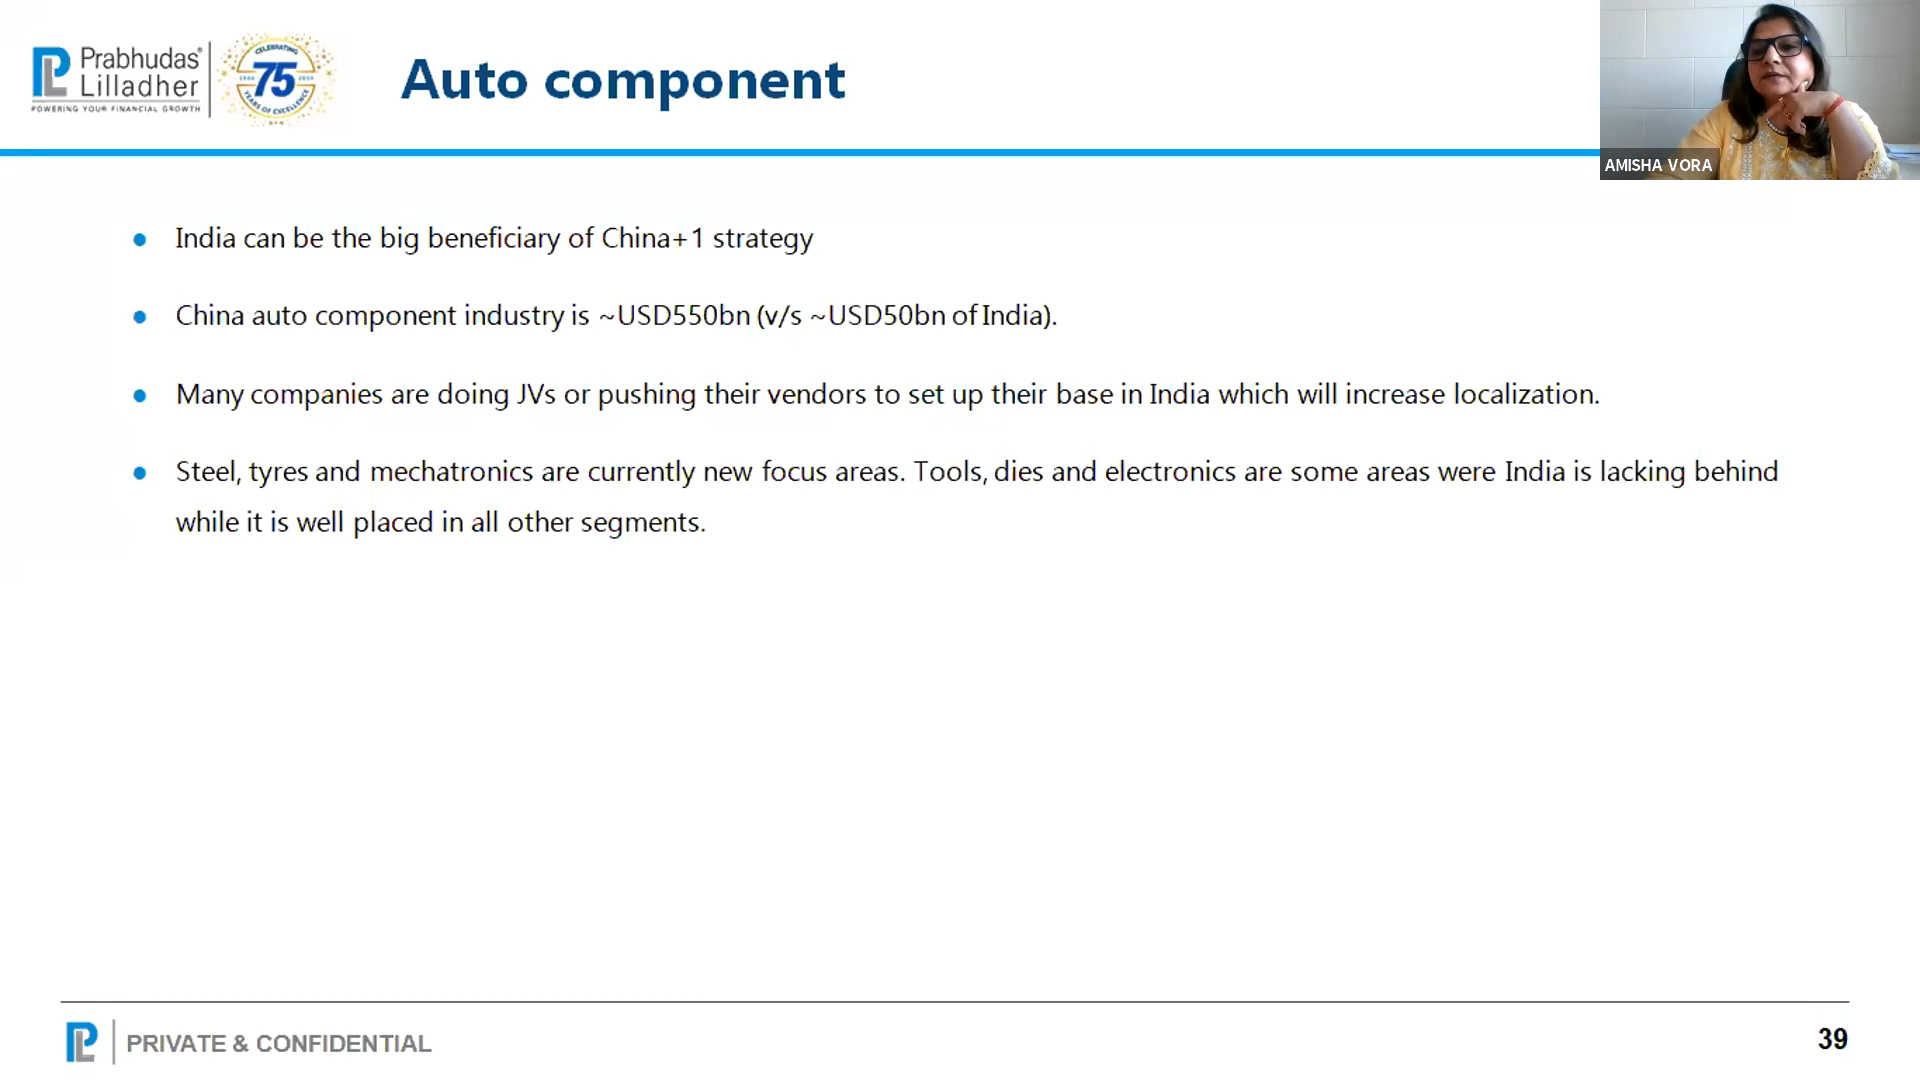 Prabhudas
Lilladher
POWERING YOUR FINANCIAL GROWTH
CELEBRATING
75
YEARS OF EXCELLENCE
Auto component
AMISHA VORA
India can be the big beneficiary of China+1 strategy
China auto component industry is ~USD550bn (v/s ~USD50bn of India).
Many companies are doing JVs or pushing their vendors to set up their base in India which will increase localization.
Steel, tyres and mechatronics are currently new focus areas. Tools, dies and electronics are some areas were India is lacking behind
while it is well placed in all other segments.
PRIVATE & CONFIDENTIAL
39